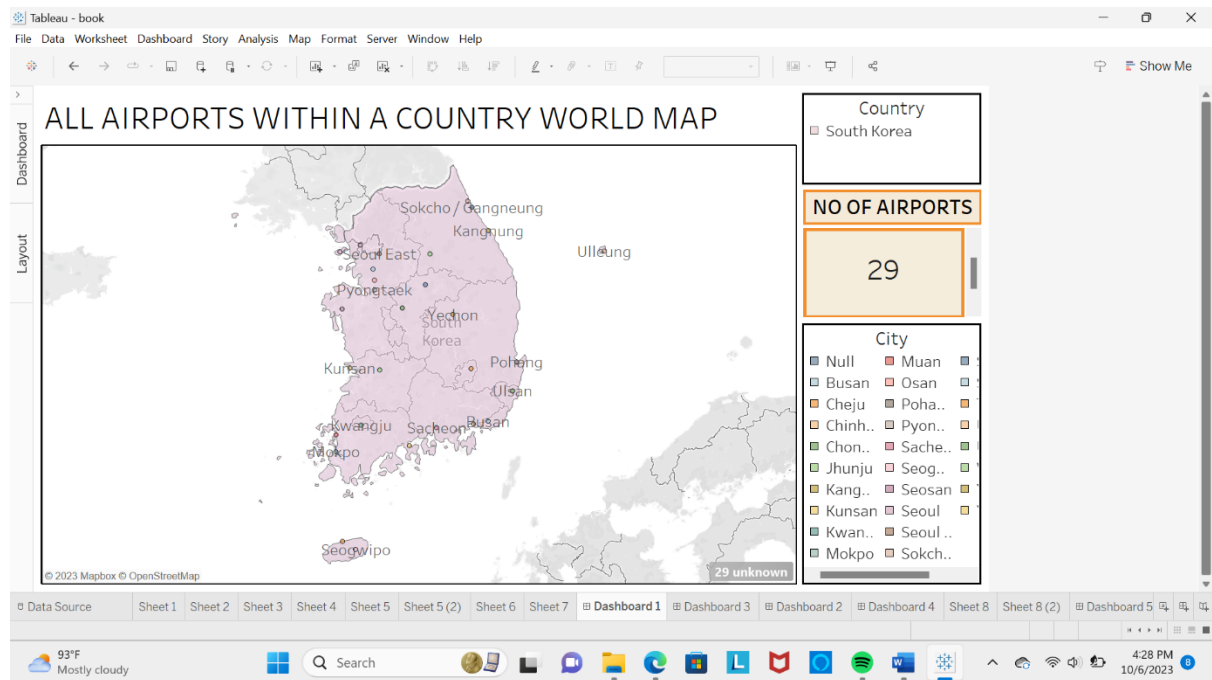 Tableau - book
File Data Worksheet Dashboard Story Analysis Map Format Server Window Help
Show Me
Dashboard
Layout
ALL AIRPORTS WITHIN A COUNTRY WORLD MAP
Sokcho / Gangneung
Kangnung
Ulleung
Seoul East
Pyongtaek
Yechon
South
Korea
Pohang
Kunsan
Ulsan
Kwangju
Sacheon
Busan
Mokpo
Seogwipo
© 2023 Mapbox © OpenStreetMap
29 unknown
Country
South Korea
NO OF AIRPORTS
29
City
Null Muan
Busan Osan
Cheju Poha..
Chinh.. Pyon..
Chon.. Sache..
Jhunju Seog..
Kang.. Seosan
Kunsan Seoul
Kwan.. Seoul ..
Mokpo Sokch..
Data Source Sheet 1 Sheet 2 Sheet 3 Sheet 4 Sheet 5 Sheet 5 (2) Sheet 6 Sheet 7 Dashboard 1 Dashboard 3 Dashboard 2 Dashboard 4 Sheet 8 Sheet 8 (2) Dashboard 5
93°F
Mostly cloudy
Search
4:28 PM
10/6/2023
8